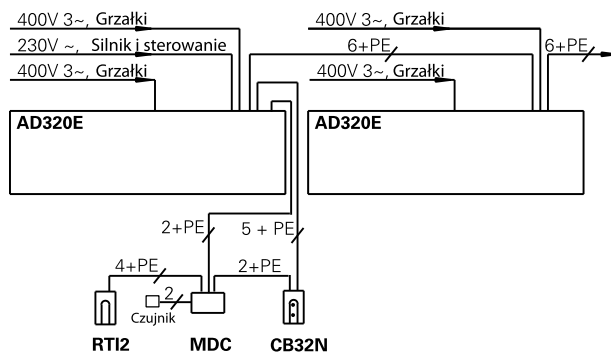 400V 3~, Grzałki
400V 3~, Grzałki
230V ~, Silnik i sterowanie
6+PE
6+PE
400V 3~, Grzałki
400V 3~, Grzałki
AD320E
AD320E
2+PE
5 + PE
4+PE
2+PE
2
Czujnik
RTI2
MDC
CB32N